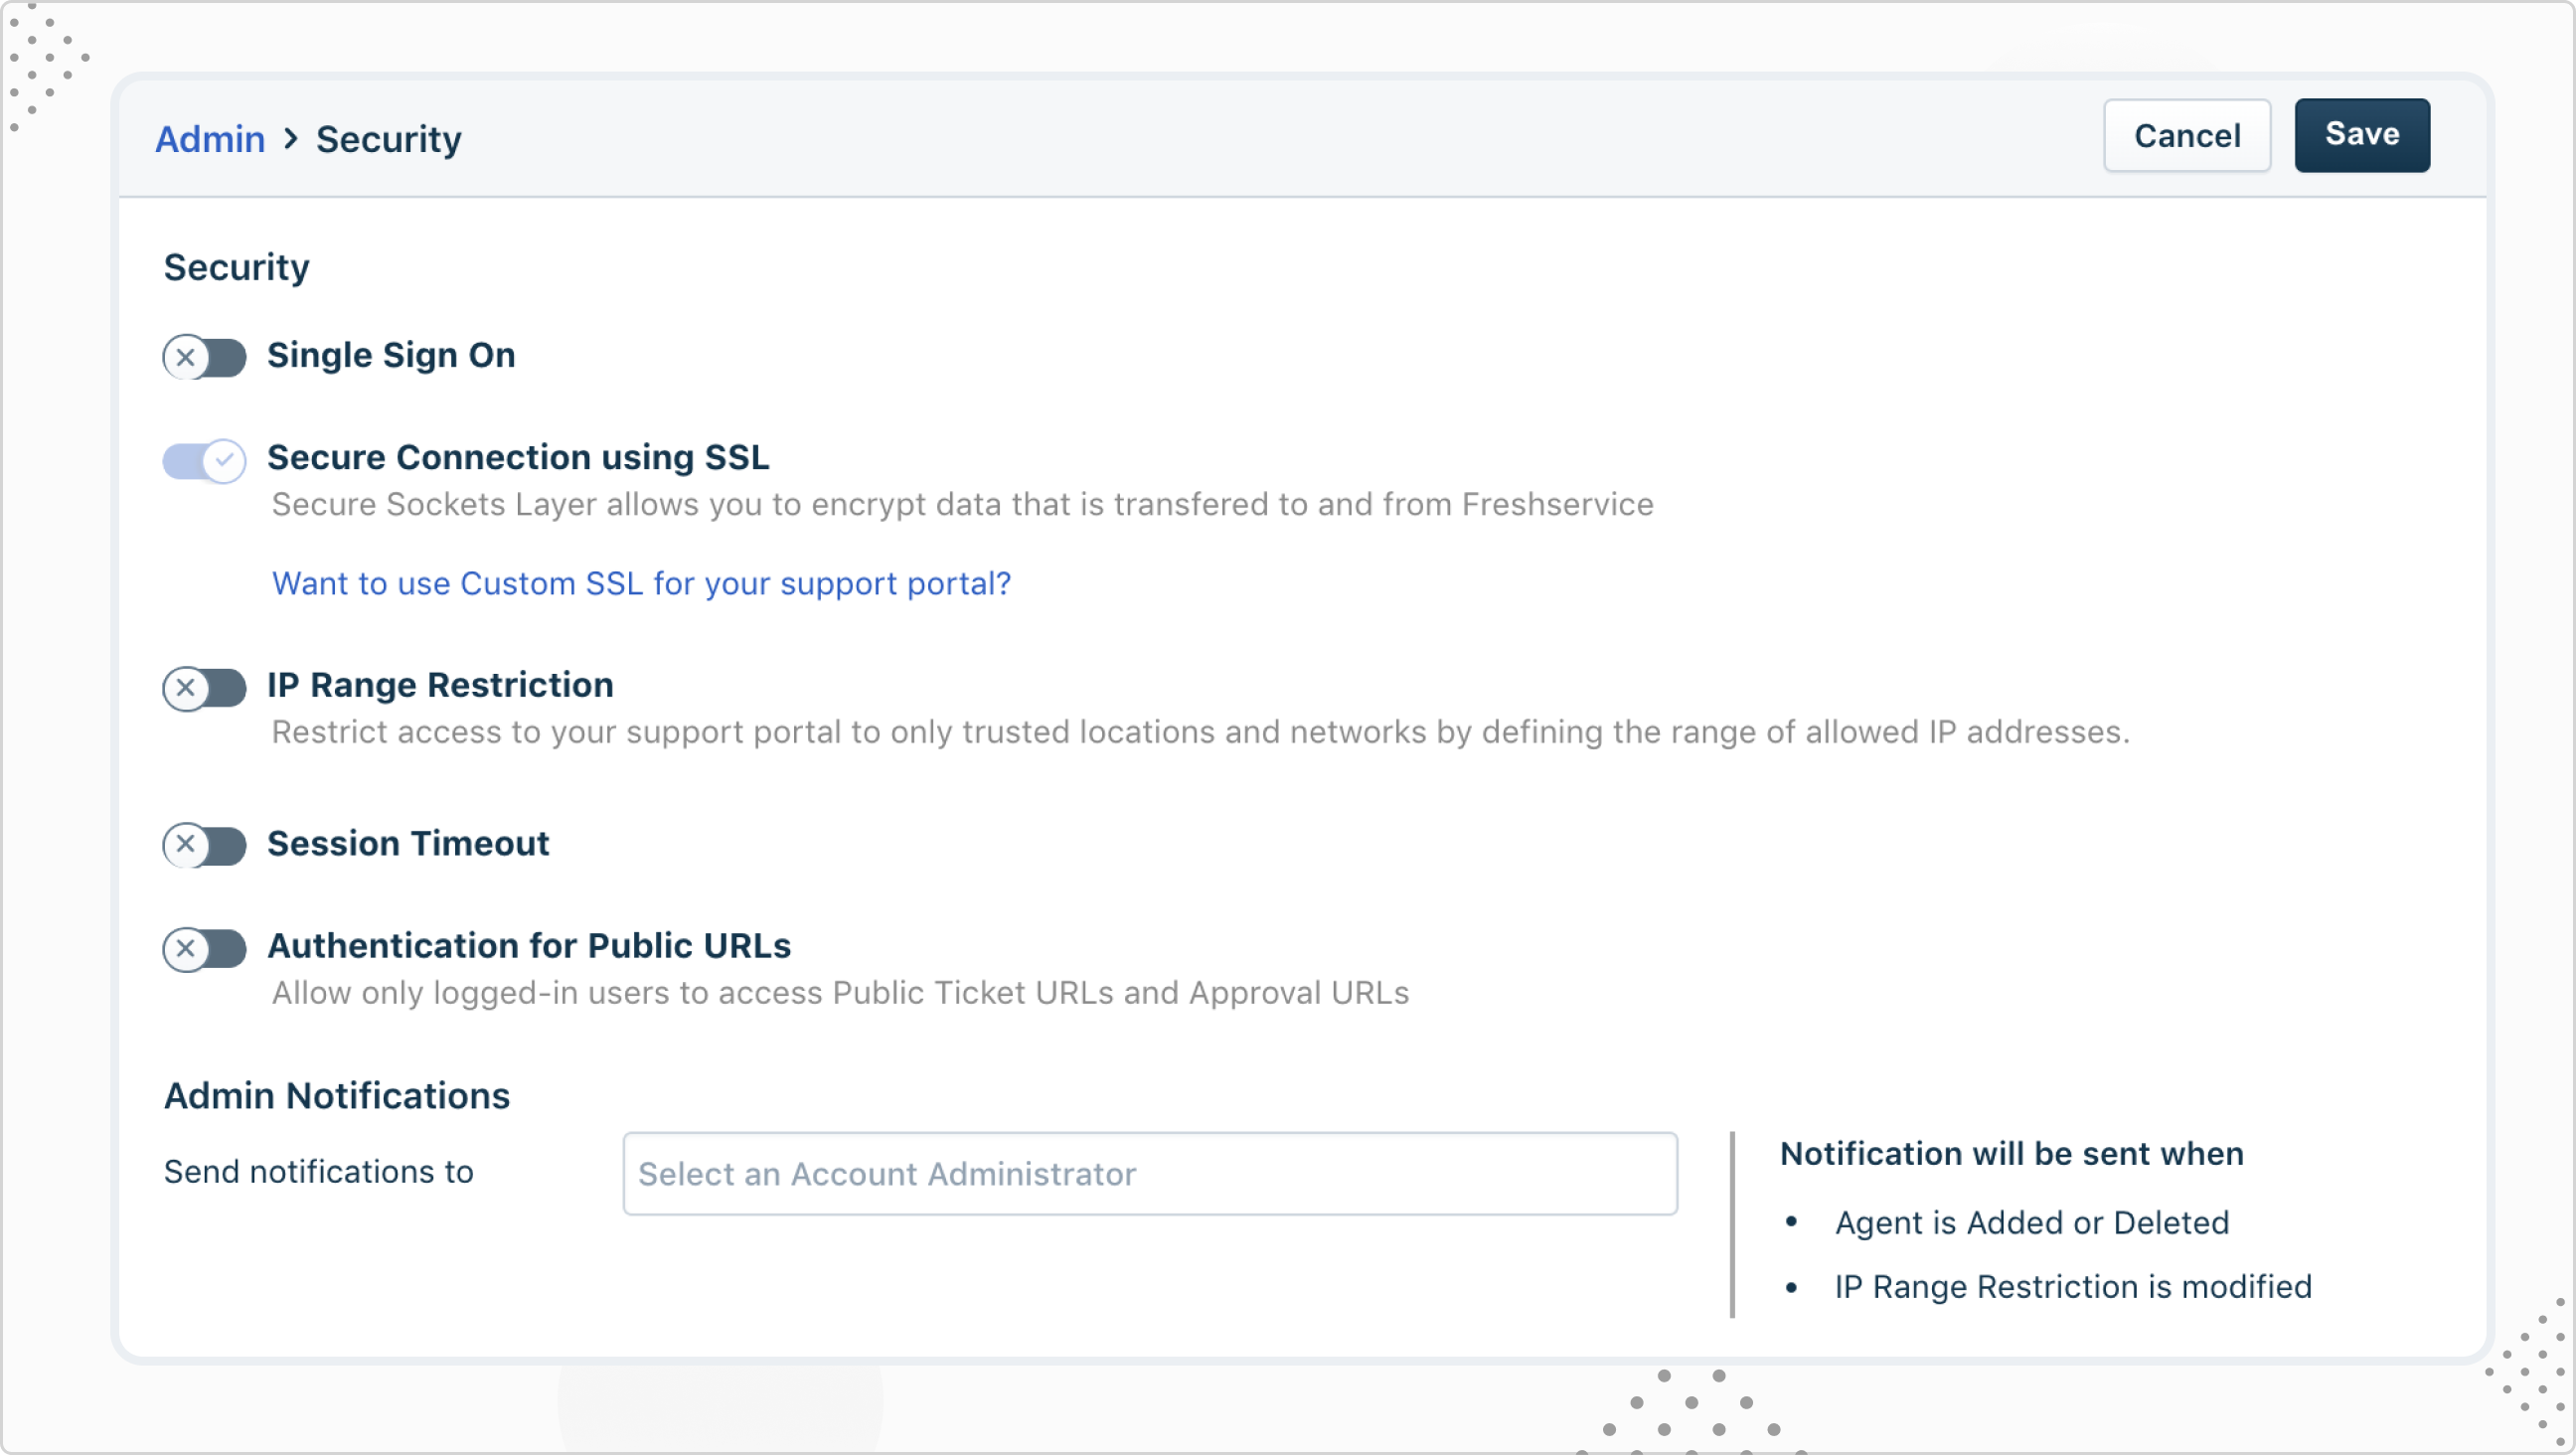 Admin > Security
Cancel
Save
Security
Single Sign On
Secure Connection using SSL
Secure Sockets Layer allows you to encrypt data that is transfered to and from Freshservice
Want to use Custom SSL for your support portal?
IP Range Restriction
Restrict access to your support portal to only trusted locations and networks by defining the range of allowed IP addresses.
Session Timeout
Authentication for Public URLs
Allow only logged-in users to access Public Ticket URLs and Approval URLs
Admin Notifications
Send notifications to
Select an Account Administrator
Notification will be sent when
• Agent is Added or Deleted
• IP Range Restriction is modified